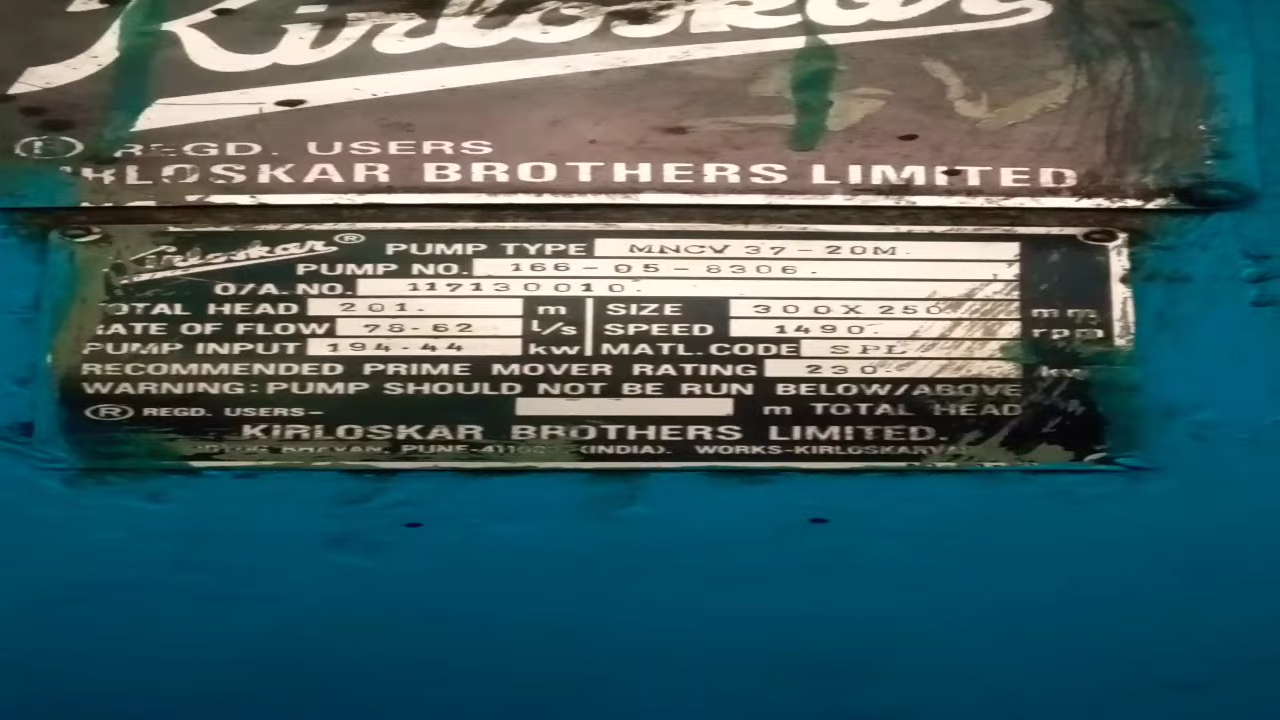 Kirloskar
® REGD. USERS
KIRLOSKAR BROTHERS LIMITED
Kirloskar® PUMP TYPE MNCV 37-20M.
PUMP NO. 166-05-8306.
O/A. NO. 117130010.
TOTAL HEAD 201. m SIZE 300X250 mm
RATE OF FLOW 78-62 L/s SPEED 1490. rpm
PUMP INPUT 194-44 kw MATL. CODE SPL
RECOMMENDED PRIME MOVER RATING 230. kw
WARNING: PUMP SHOULD NOT BE RUN BELOW/ABOVE
® REGD. USERS- m TOTAL HEAD
KIRLOSKAR BROTHERS LIMITED.
PUNE- (INDIA). WORKS-